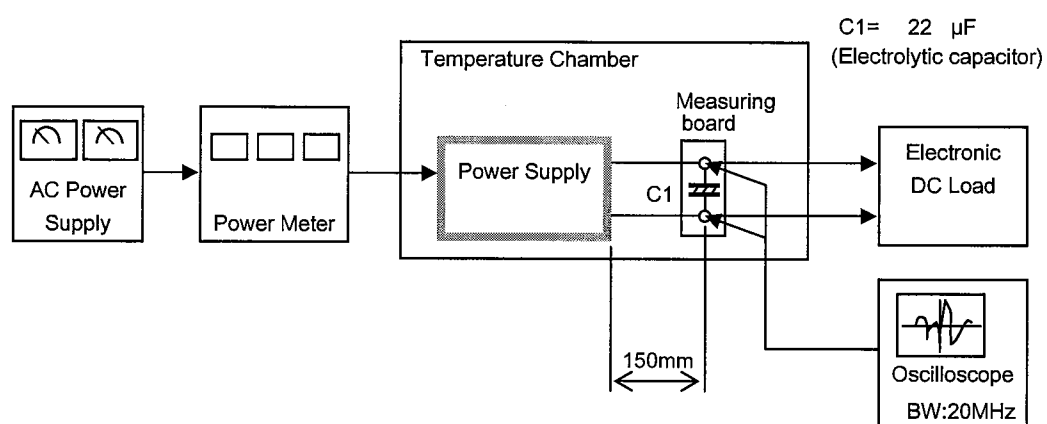 C1= 22 µF
(Electrolytic capacitor)
Temperature Chamber
Measuring
board
AC Power
Supply
Power Meter
Power Supply
C1
Electronic
DC Load
150mm
Oscilloscope
BW:20MHz